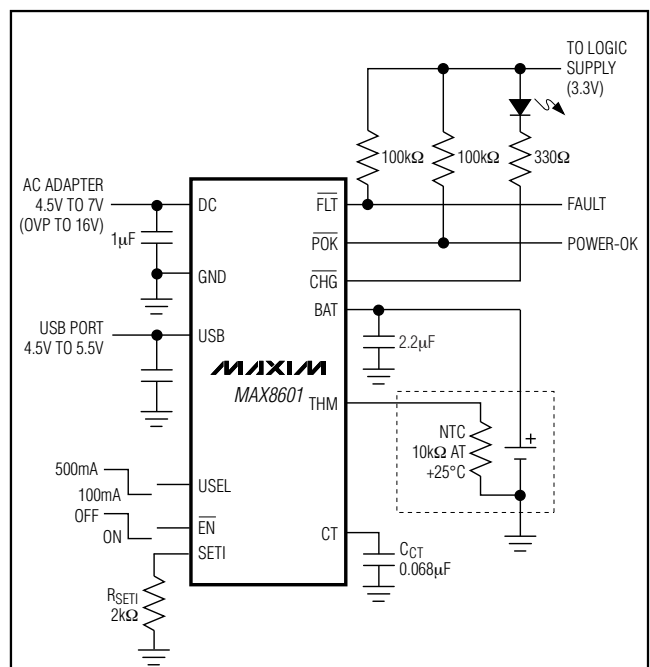 TO LOGIC
SUPPLY
(3.3V)
100kΩ
100kΩ
330Ω
AC ADAPTER
4.5V TO 7V
(OVP TO 16V)
1µF
DC
FLT
FAULT
POK
POWER-OK
GND
CHG
BAT
USB PORT
4.5V TO 5.5V
USB
2.2µF
MAXIM
MAX8601
THM
NTC
10kΩ AT
+25°C
+
500mA
100mA
USEL
OFF
ON
EN
CT
CCT
0.068µF
SETI
RSETI
2kΩ